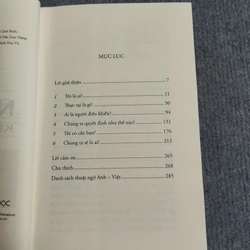 MỤC LỤC
Lời giới thiệu 7
1 Tôi là ai? 11
2 Thực tại là gì? 50
3 Ai là người điều khiển? 94
4 Chúng ta quyết định như thế nào? 131
5 Tôi có cần bạn? 176
6 Chúng ta sẽ là ai? 213
Lời cảm ơn 265
Chú thích 268
Danh sách thuật ngữ Anh – Việt 285